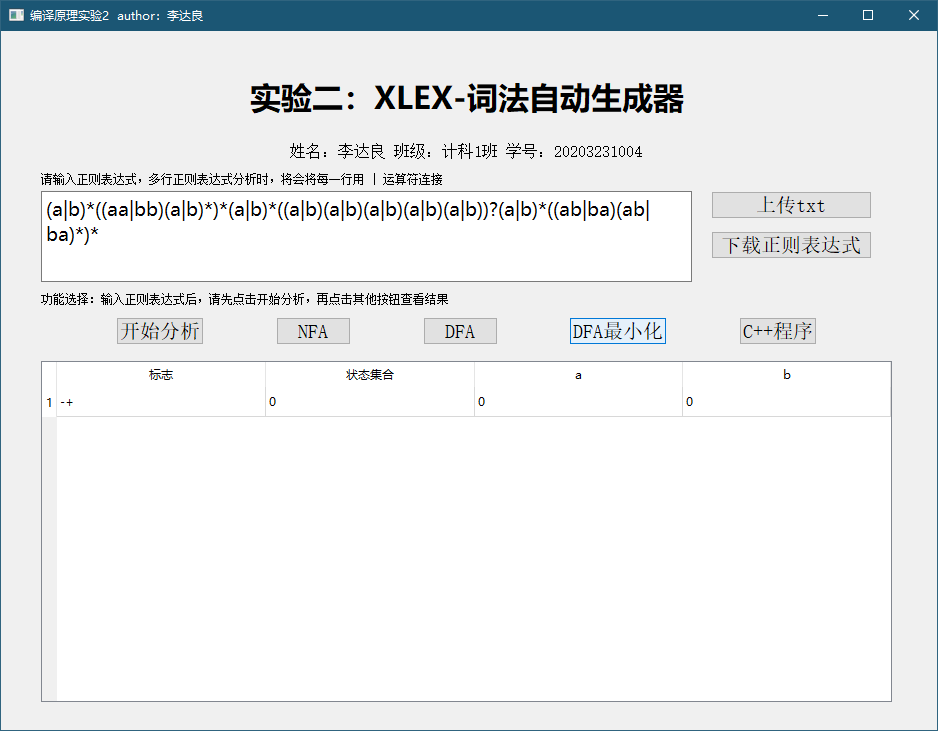 编译原理实验2 author: 李达良
实验二：XLEX-词法自动生成器
姓名：李达良 班级：计科1班 学号：20203231004
请输入正则表达式，多行正则表达式分析时，将会将每一行用 | 运算符连接
(a|b)*((aa|bb)(a|b)*)*(a|b)*((a|b)(a|b)(a|b)(a|b)(a|b))?(a|b)*((ab|ba)(ab|
ba)*)*
上传txt
下载正则表达式
功能选择：输入正则表达式后，请先点击开始分析，再点击其他按钮查看结果
开始分析 NFA DFA DFA最小化 C++程序
标志 状态集合 a b
1 -+ 0 0 0